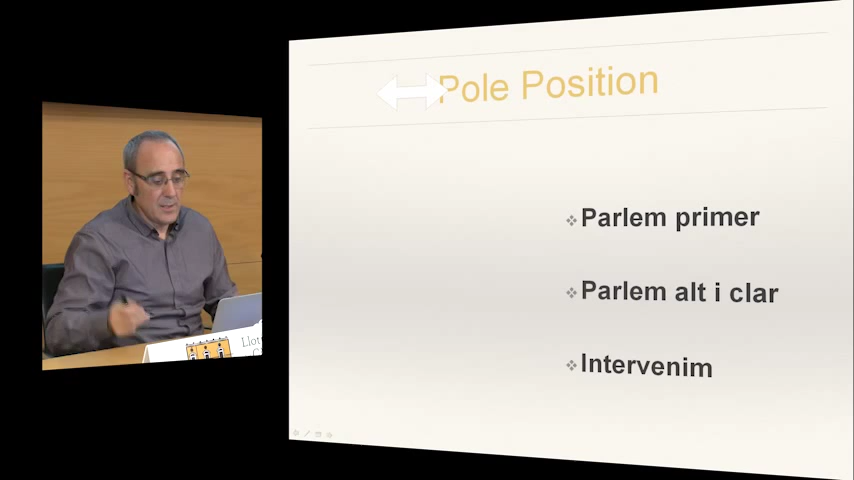 Pole Position
Parlem primer
Parlem alt i clar
Intervenim